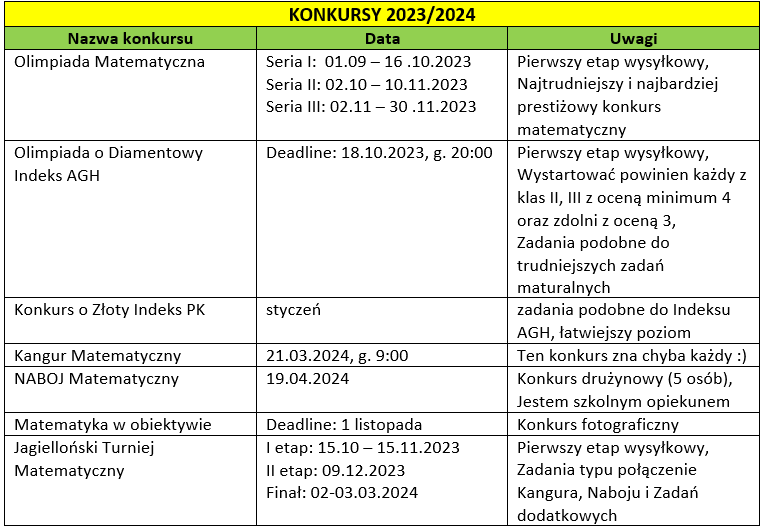 KONKURSY 2023/2024
Nazwa konkursu
Data
Uwagi
Olimpiada Matematyczna
Seria I:  01.09 – 16 .10.2023
Seria II: 02.10 – 10.11.2023
Seria III: 02.11 – 30 .11.2023
Pierwszy etap wysyłkowy,
Najtrudniejszy i najbardziej
prestiżowy konkurs
matematyczny
Olimpiada o Diamentowy
Indeks AGH
Deadline: 18.10.2023, g. 20:00
Pierwszy etap wysyłkowy,
Wystartować powinien każdy z
klas II, III z oceną minimum 4
oraz zdolni z oceną 3,
Zadania podobne do
trudniejszych zadań
maturalnych
Konkurs o Złoty Indeks PK
styczeń
zadania podobne do Indeksu
AGH, łatwiejszy poziom
Kangur Matematyczny
21.03.2024, g. 9:00
Ten konkurs zna chyba każdy :)
NABOJ Matematyczny
19.04.2024
Konkurs drużynowy (5 osób),
Jestem szkolnym opiekunem
Matematyka w obiektywie
Deadline: 1 listopada
Konkurs fotograficzny
Jagielloński Turniej
Matematyczny
I etap: 15.10 – 15.11.2023
II etap: 09.12.2023
Finał: 02-03.03.2024
Pierwszy etap wysyłkowy,
Zadania typu połączenie
Kangura, Naboju i Zadań
dodatkowych